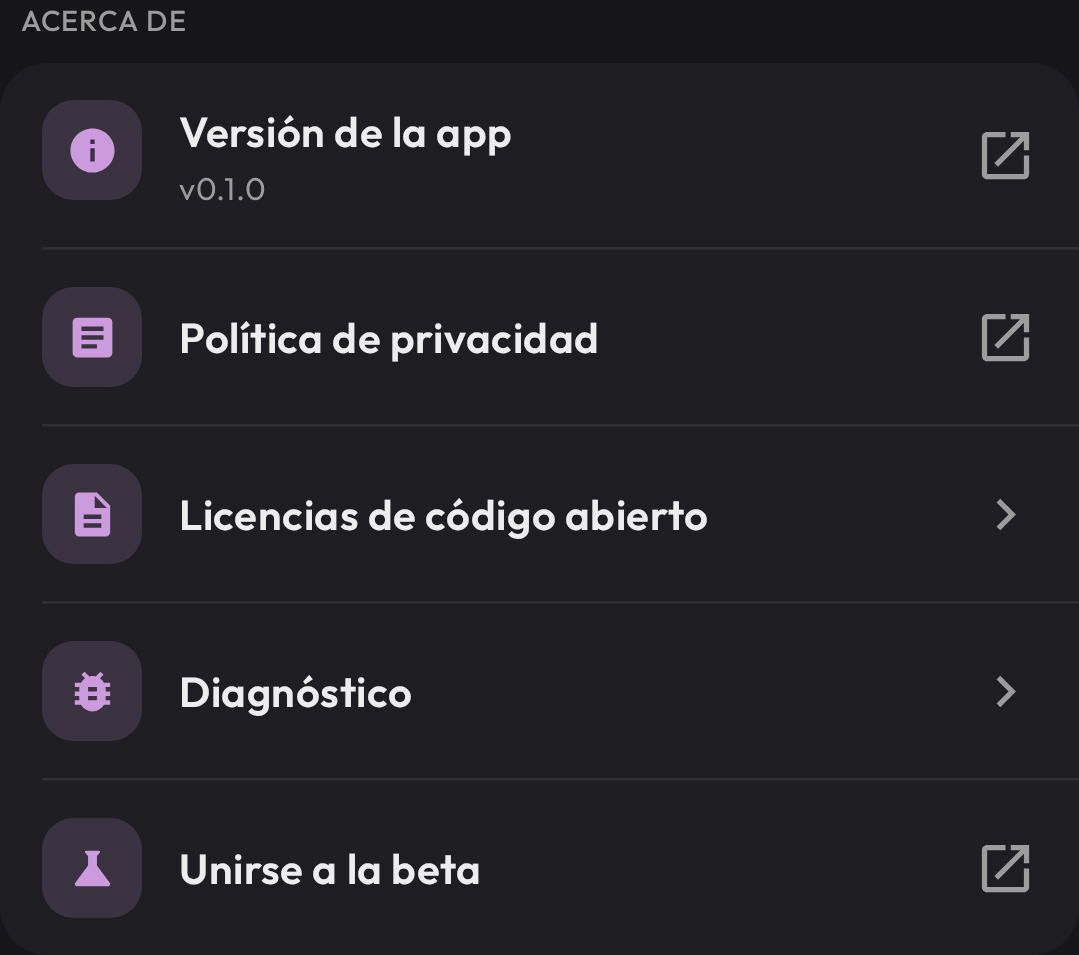 ACERCA DE
Versión de la app
v0.1.0
Política de privacidad
Licencias de código abierto
Diagnóstico
Unirse a la beta